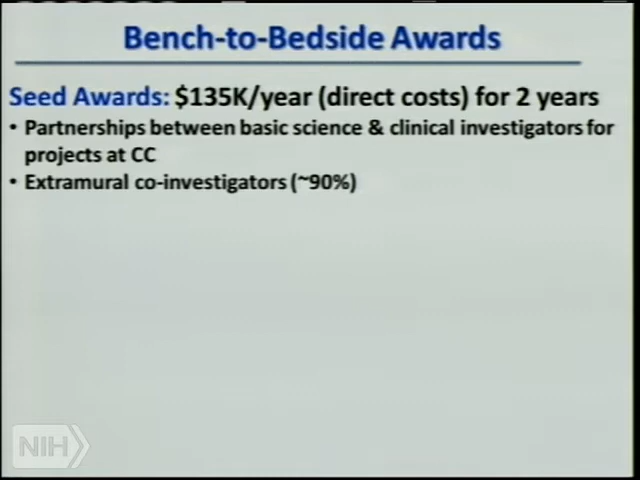 Bench-to-Bedside Awards
Seed Awards: $135K/year (direct costs) for 2 years
• Partnerships between basic science & clinical investigators for
projects at CC
• Extramural co-investigators (~90%)
NIH